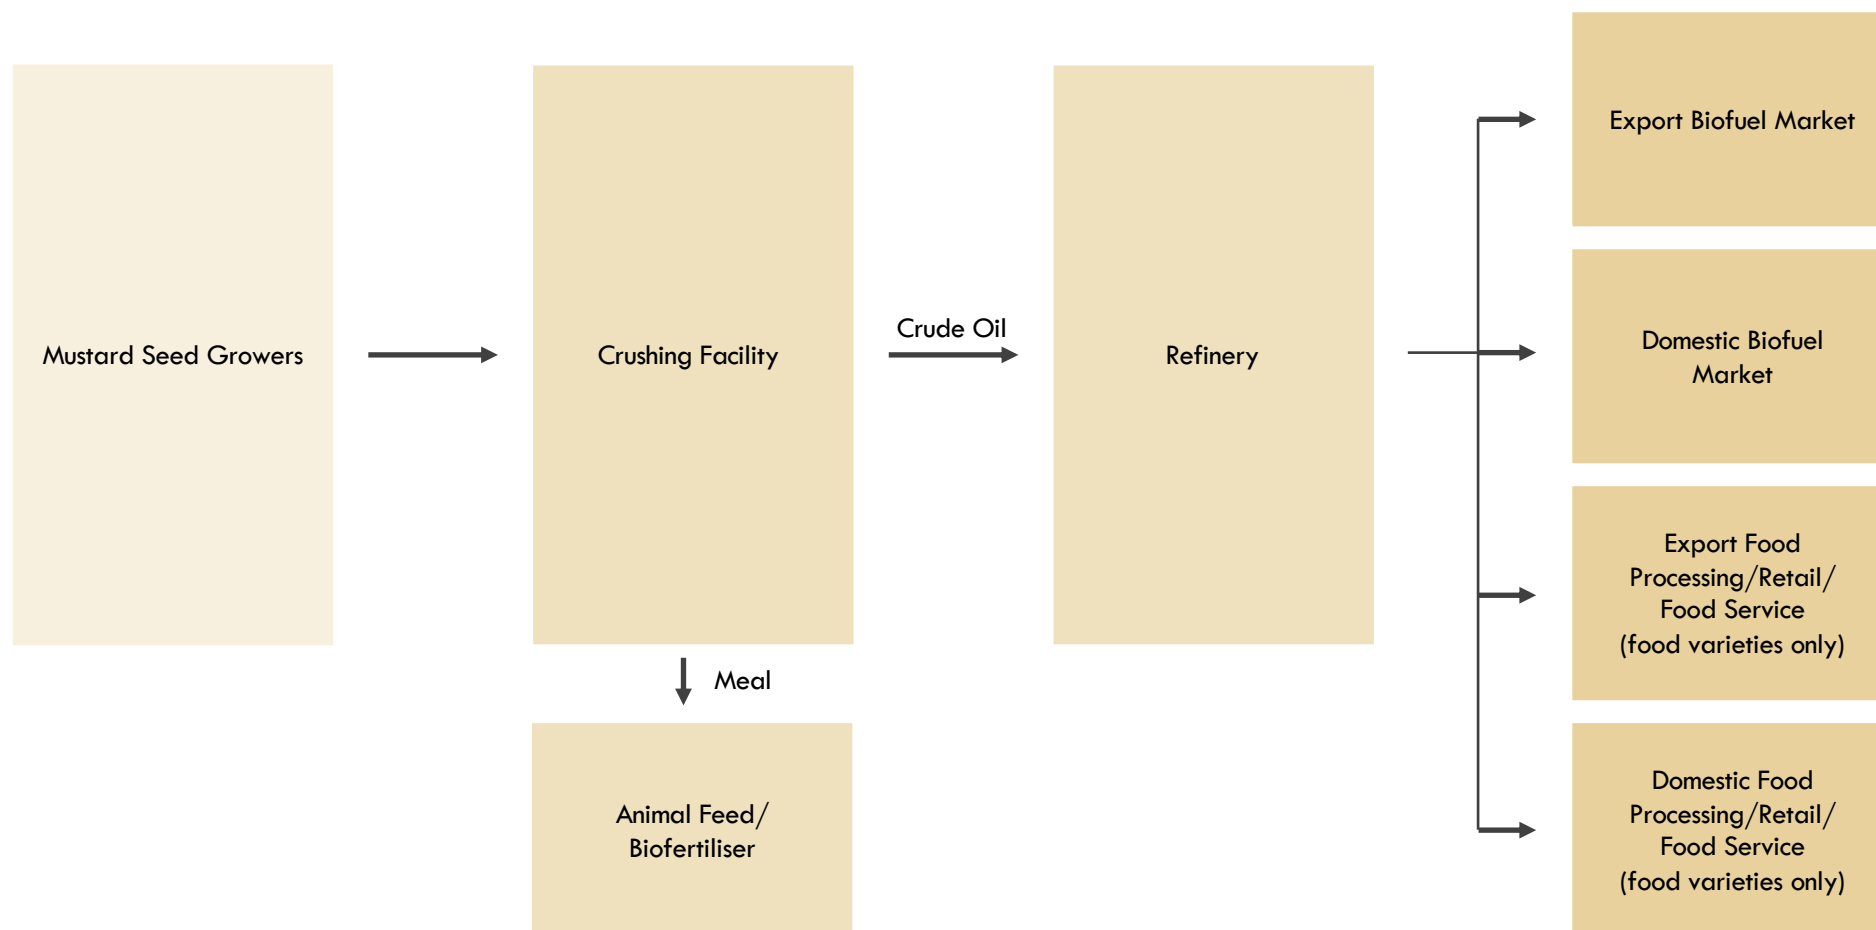 Mustard Seed Growers
Crushing Facility
Crude Oil
Refinery
Meal
Animal Feed/
Biofertiliser
Export Biofuel Market
Domestic Biofuel
Market
Export Food
Processing/Retail/
Food Service
(food varieties only)
Domestic Food
Processing/Retail/
Food Service
(food varieties only)